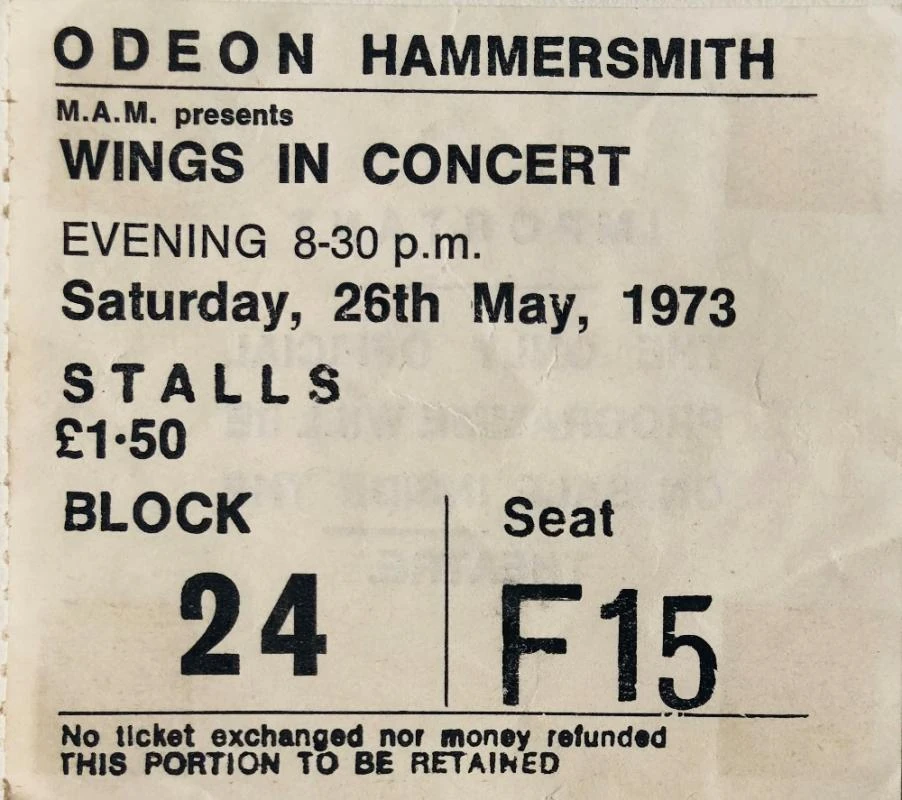 ODEON HAMMERSMITH
M.A.M. presents
WINGS IN CONCERT
EVENING 8-30 p.m.
Saturday, 26th May, 1973
STALLS
£1·50
BLOCK
24
Seat
F15
No ticket exchanged nor money refunded
THIS PORTION TO BE RETAINED